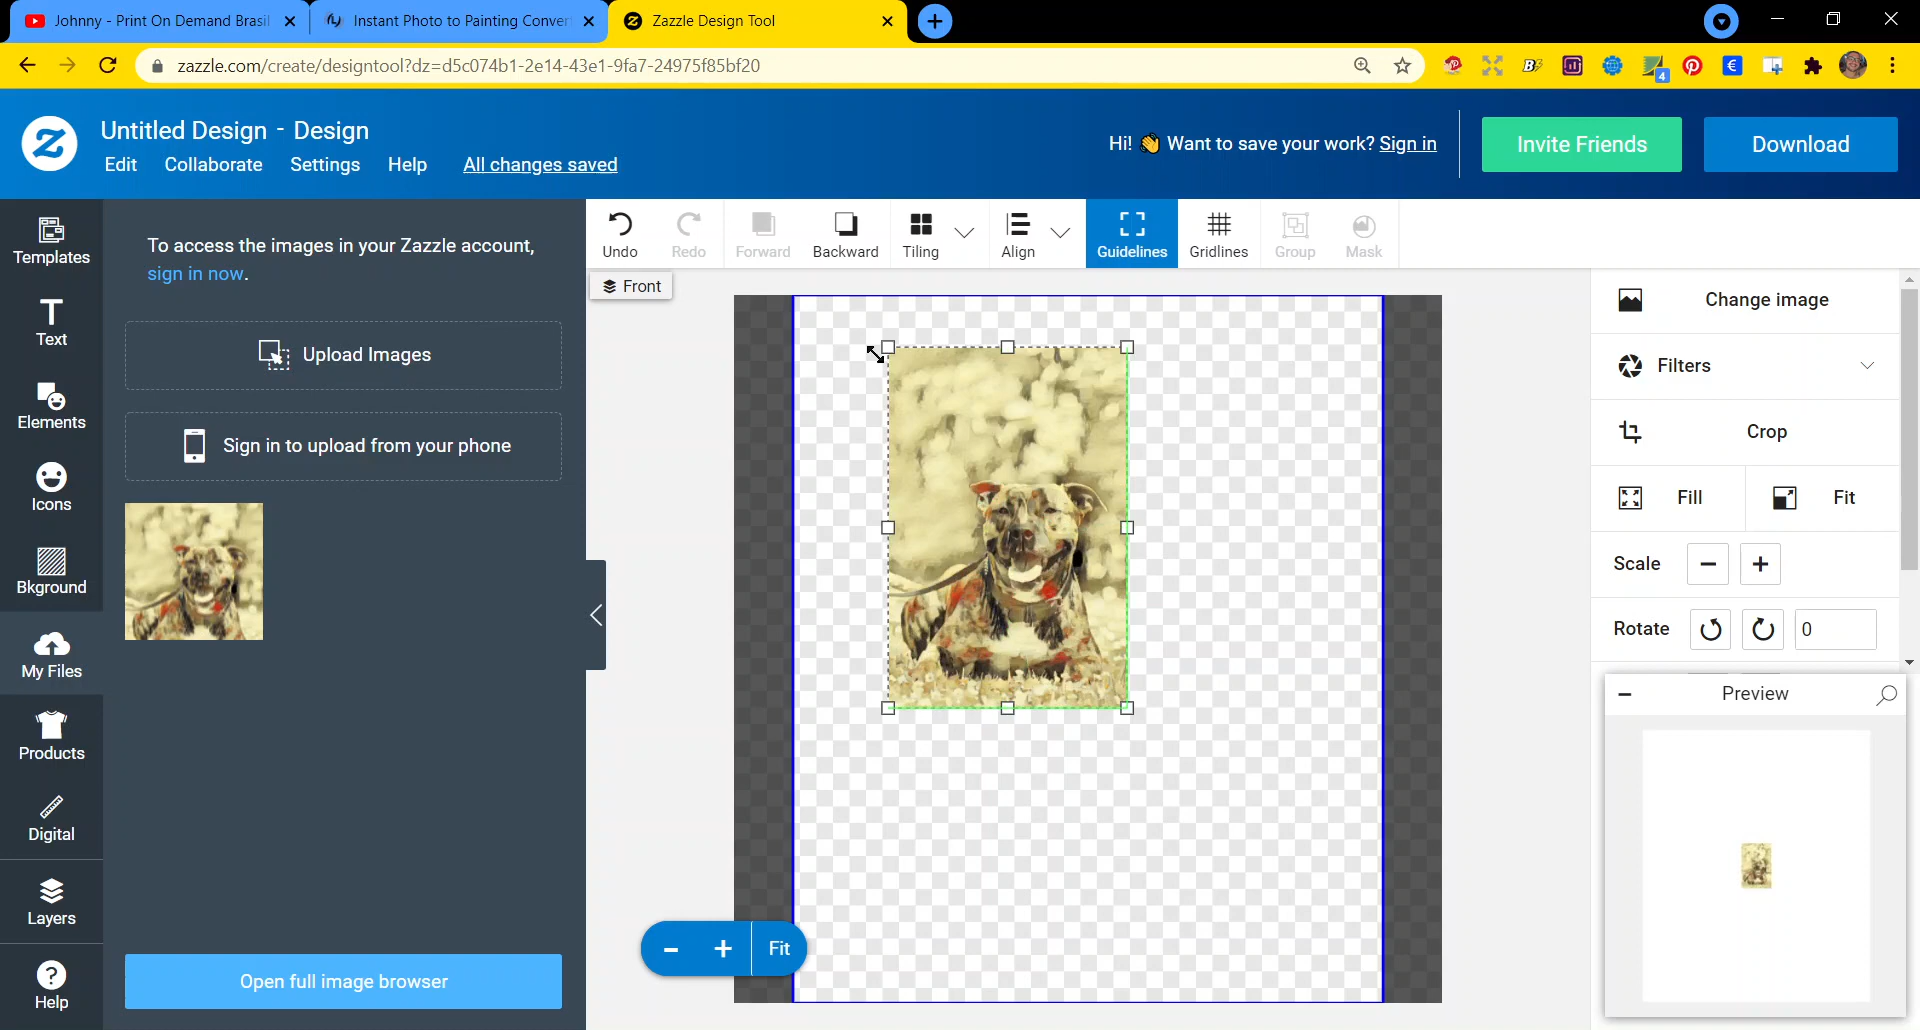 Johnny - Print On Demand Brasil
Instant Photo to Painting Conver
Zazzle Design Tool
zazzle.com/create/designtool?dz=d5c074b1-2e14-43e1-9fa7-24975f85bf20
4
Untitled Design - Design
Edit Collaborate Settings Help All changes saved
Hi! 👋 Want to save your work? Sign in
Invite Friends
Download
Templates
Text
Elements
Icons
Bkground
My Files
Products
Digital
Layers
Help
To access the images in your Zazzle account,
sign in now.
Upload Images
Sign in to upload from your phone
Open full image browser
Undo Redo Forward Backward Tiling Align Guidelines Gridlines Group Mask
Front
- + Fit
Change image
Filters
Crop
Fill Fit
Scale - +
Rotate 0
Preview